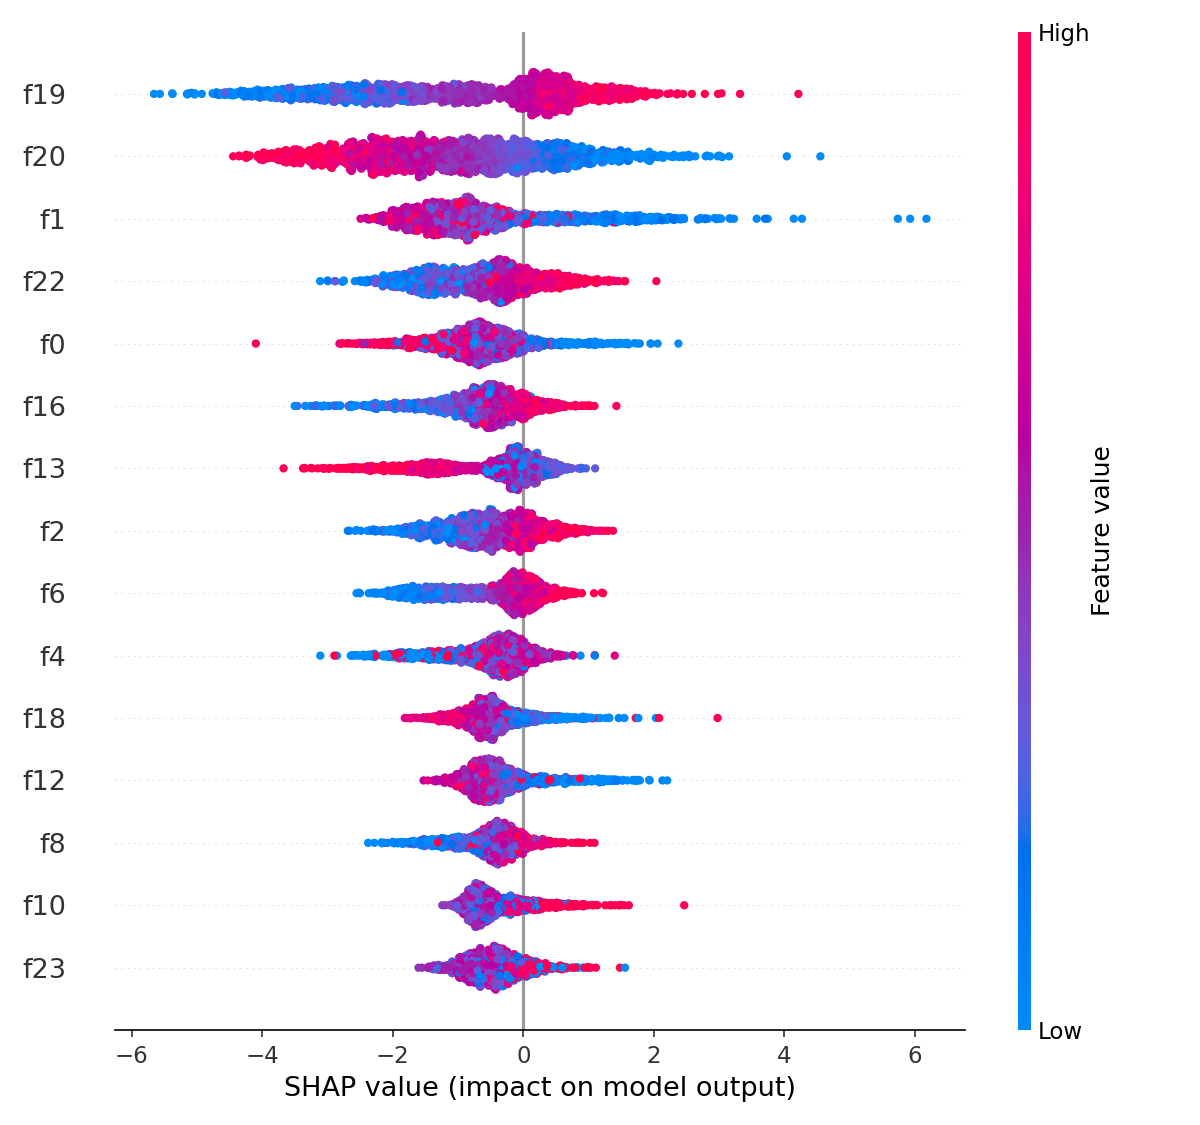 High
f19
f20
f1
f22
f0
f16
f13
f2
f6
f4
f18
f12
f8
f10
f23
Feature value
Low
−6 −4 −2 0 2 4 6
SHAP value (impact on model output)